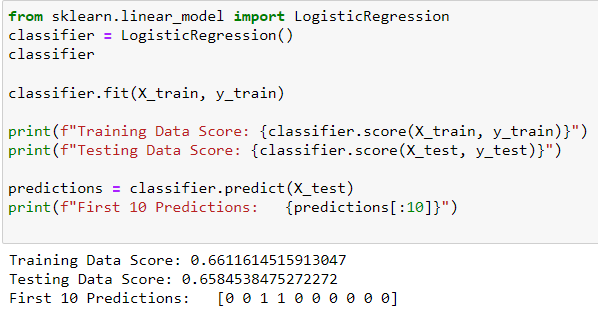 from sklearn.linear_model import LogisticRegression
classifier = LogisticRegression()
classifier
classifier.fit(X_train, y_train)
print(f"Training Data Score: {classifier.score(X_train, y_train)}")
print(f"Testing Data Score: {classifier.score(X_test, y_test)}")
predictions = classifier.predict(X_test)
print(f"First 10 Predictions:   {predictions[:10]}")
Training Data Score: 0.6611614515913047
Testing Data Score: 0.6584538475272272
First 10 Predictions:   [0 0 1 1 0 0 0 0 0 0]